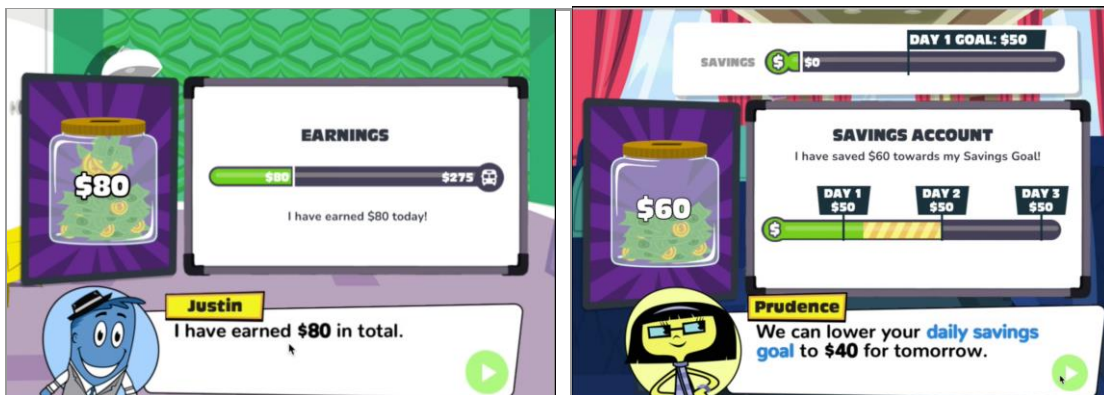 $80
EARNINGS
$80
$275
I have earned $80 today!
Justin
I have earned $80 in total.
DAY 1 GOAL: $50
SAVINGS
$
$0
$60
SAVINGS ACCOUNT
I have saved $60 towards my Savings Goal!
DAY 1
$50
DAY 2
$50
DAY 3
$50
$
Prudence
We can lower your daily savings
goal to $40 for tomorrow.